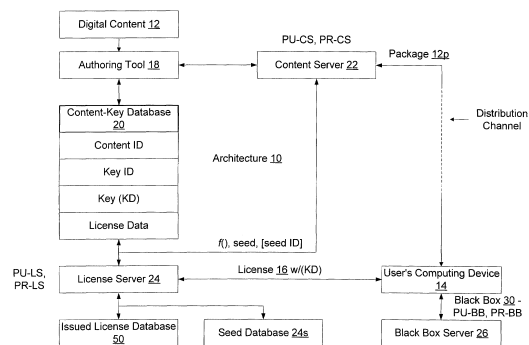 Digital Content 12
PU-CS, PR-CS
Authoring Tool 18
Content Server 22
Package 12p
Distribution
Channel
Content-Key Database
20
Content ID
Key ID
Key (KD)
License Data
Architecture 10
f(), seed, [seed ID]
PU-LS,
PR-LS
License Server 24
License 16 w/(KD)
User's Computing Device
14
Black Box 30 -
PU-BB, PR-BB
Issued License Database
50
Seed Database 24s
Black Box Server 26